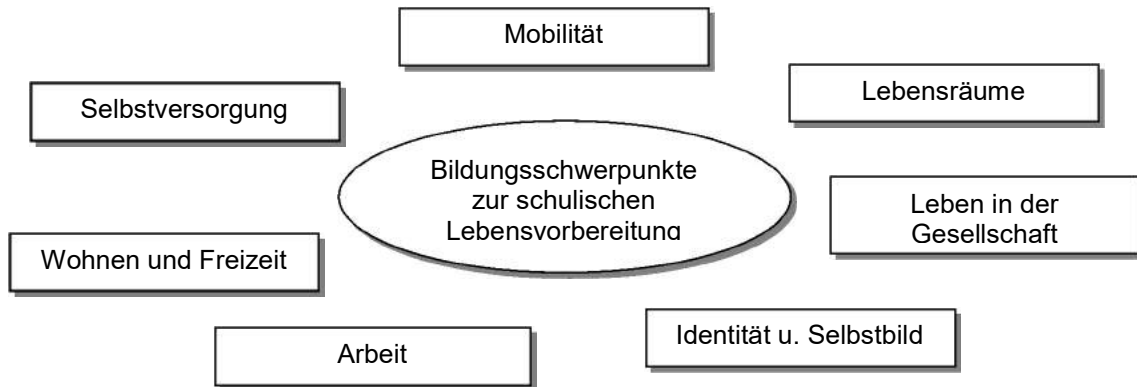 Mobilität
Lebensräume
Selbstversorgung
Bildungsschwerpunkte
zur schulischen
Lebensvorbereitung
Leben in der
Gesellschaft
Wohnen und Freizeit
Identität u. Selbstbild
Arbeit